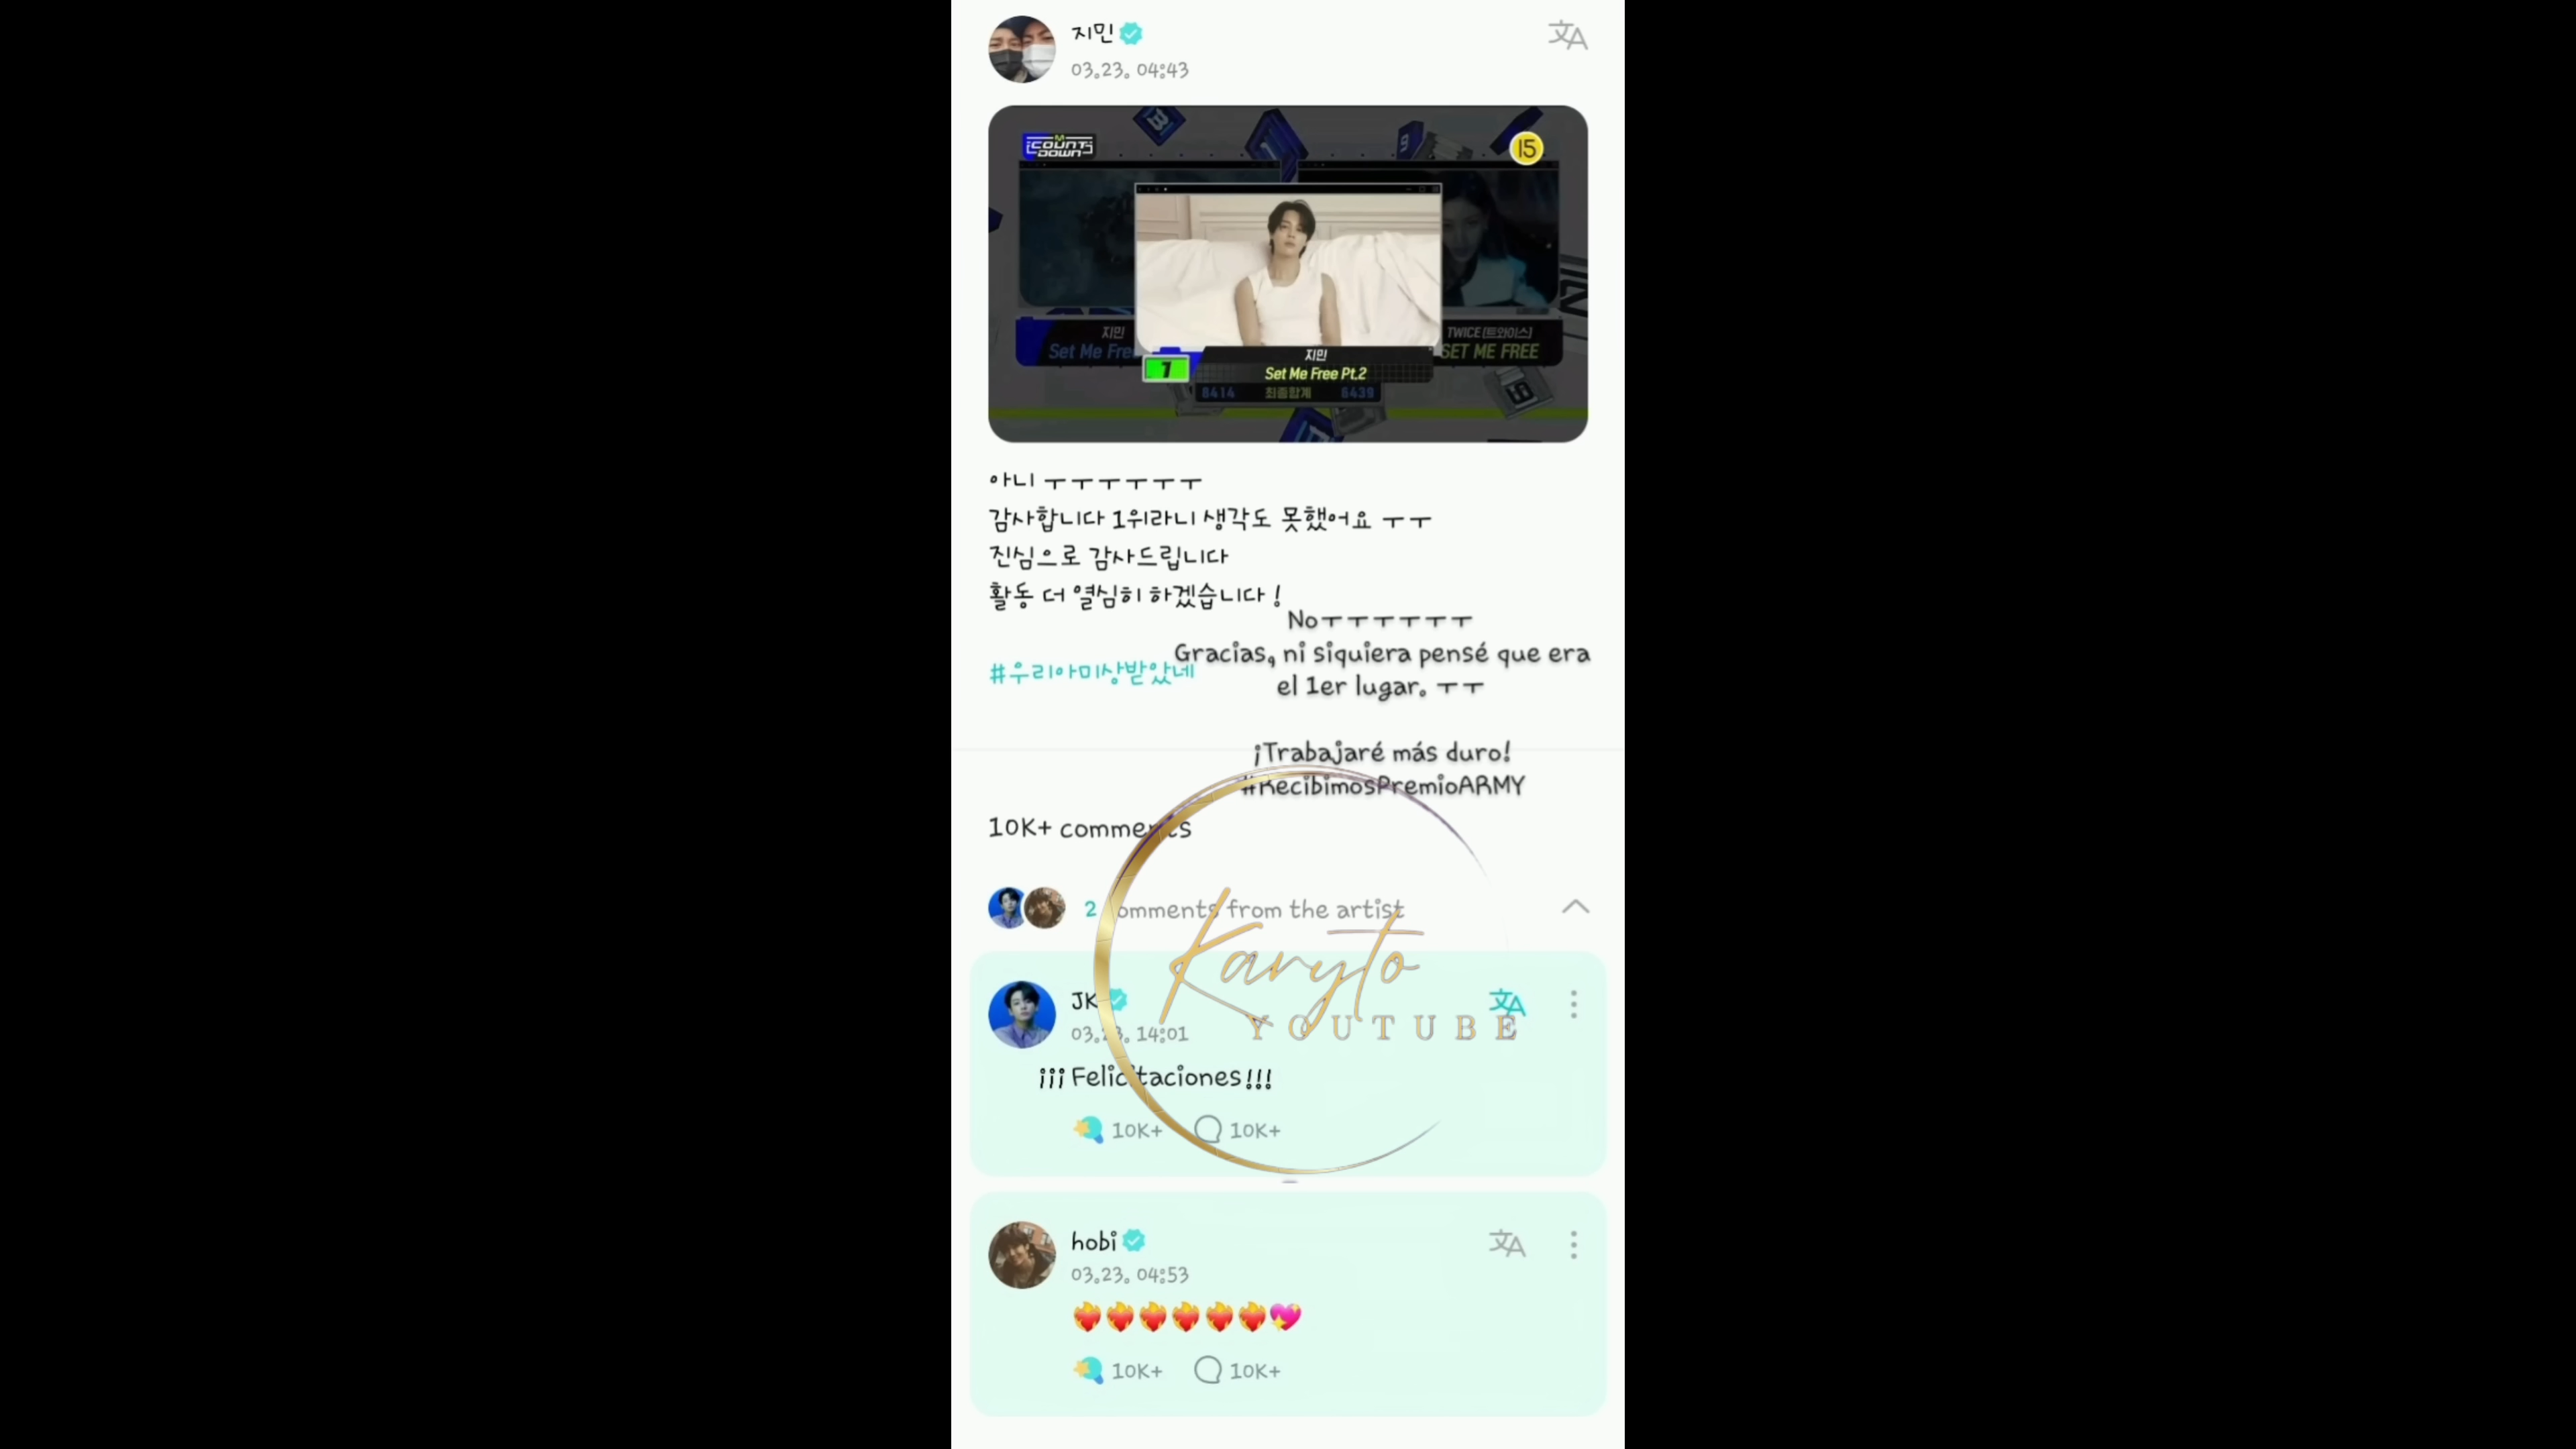 지민
03.23. 04:43
M
COUNT
DOWN
15
지민
Set Me Fre
지민
1
Set Me Free Pt.2
8414 최종합계 6439
TWICE(트와이스)
SET ME FREE
아니 ㅜㅜㅜㅜㅜㅜ
감사합니다 1위라니 생각도 못했어요 ㅜㅜ
진심으로 감사드립니다
활동 더 열심히 하겠습니다 !
#우리아미상받았네
Noㅜㅜㅜㅜㅜㅜ
Gracias, ni siquiera pensé que era
el 1er lugar. ㅜㅜ
¡Trabajaré más duro!
#RecibimosPremioARMY
10K+ comments
2 omments from the artist
Karyto
YOUTUBE
JK
03.23. 14:01
¡¡¡ Felicitaciones!!!
10K+ 10K+
hobi
03.23. 04:53
❤️‍🔥❤️‍🔥❤️‍🔥❤️‍🔥❤️‍🔥❤️‍🔥💖
10K+ 10K+